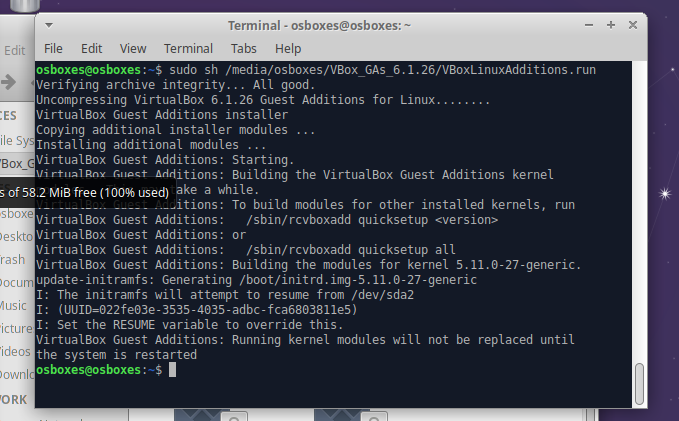 Terminal - osboxes@osboxes: ~
Edit
File Edit View Terminal Tabs Help
osboxes@osboxes:~$ sudo sh /media/osboxes/VBox_GAs_6.1.26/VBoxLinuxAdditions.run
Verifying archive integrity... All good.
Uncompressing VirtualBox 6.1.26 Guest Additions for Linux........
VirtualBox Guest Additions installer
Copying additional installer modules ...
Installing additional modules ...
VirtualBox Guest Additions: Starting.
VirtualBox Guest Additions: Building the VirtualBox Guest Additions kernel
take a while.
s of 58.2 MiB free (100% used)
VirtualBox Guest Additions: To build modules for other installed kernels, run
VirtualBox Guest Additions:   /sbin/rcvboxadd quicksetup <version>
VirtualBox Guest Additions: or
VirtualBox Guest Additions:   /sbin/rcvboxadd quicksetup all
VirtualBox Guest Additions: Building the modules for kernel 5.11.0-27-generic.
update-initramfs: Generating /boot/initrd.img-5.11.0-27-generic
I: The initramfs will attempt to resume from /dev/sda2
I: (UUID=022fe03e-3535-4035-adbc-fca6803811e5)
I: Set the RESUME variable to override this.
VirtualBox Guest Additions: Running kernel modules will not be replaced until
the system is restarted
osboxes@osboxes:~$
CES
ile Sys
VBox_G
osboxe
Deskto
rash
Docum
Music
Picture
Videos
Downlo
WORK